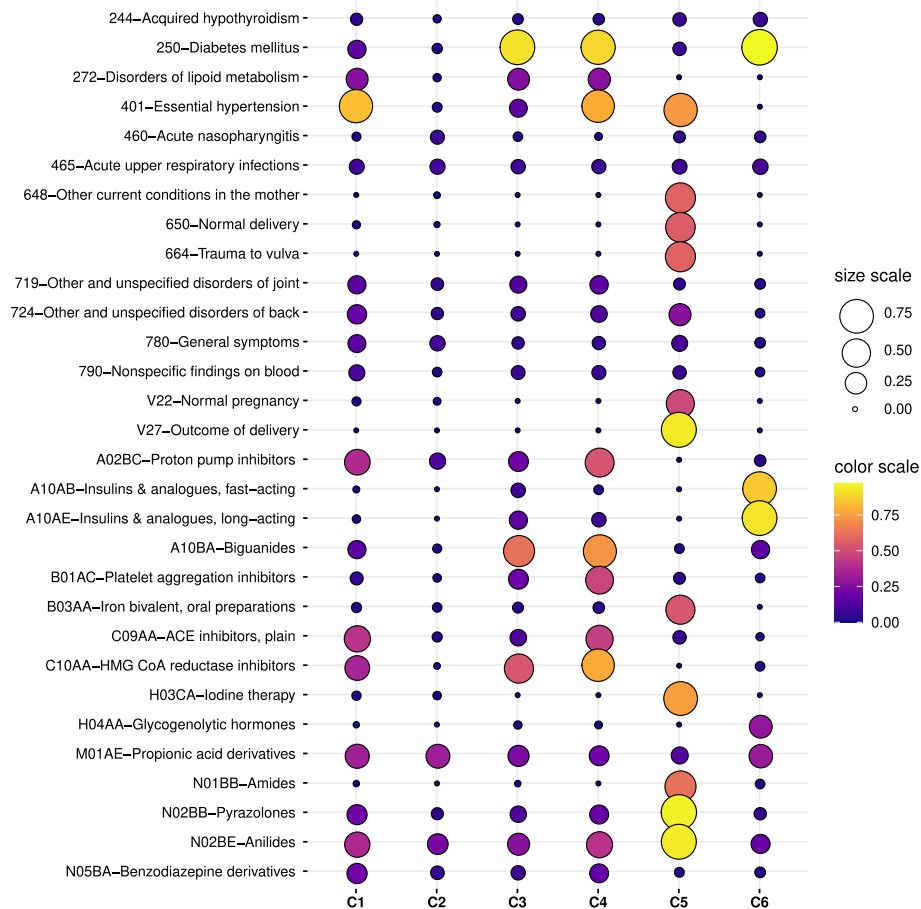 244–Acquired hypothyroidism
250–Diabetes mellitus
272–Disorders of lipoid metabolism
401–Essential hypertension
460–Acute nasopharyngitis
465–Acute upper respiratory infections
648–Other current conditions in the mother
650–Normal delivery
664–Trauma to vulva
719–Other and unspecified disorders of joint
724–Other and unspecified disorders of back
780–General symptoms
790–Nonspecific findings on blood
V22–Normal pregnancy
V27–Outcome of delivery
A02BC–Proton pump inhibitors
A10AB–Insulins & analogues, fast–acting
A10AE–Insulins & analogues, long–acting
A10BA–Biguanides
B01AC–Platelet aggregation inhibitors
B03AA–Iron bivalent, oral preparations
C09AA–ACE inhibitors, plain
C10AA–HMG CoA reductase inhibitors
H03CA–Iodine therapy
H04AA–Glycogenolytic hormones
M01AE–Propionic acid derivatives
N01BB–Amides
N02BB–Pyrazolones
N02BE–Anilides
N05BA–Benzodiazepine derivatives
C1 C2 C3 C4 C5 C6
size scale
0.75
0.50
0.25
0.00
color scale
0.75
0.50
0.25
0.00